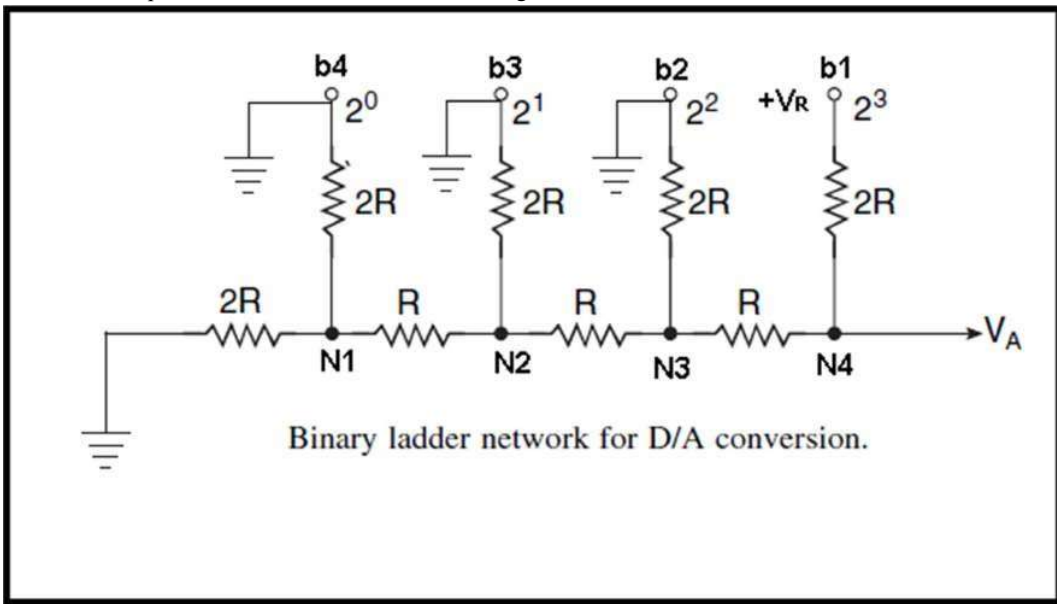 b4 b3 b2 b1
2⁰ 2¹ 2² +VR 2³
2R 2R 2R 2R
2R R R R
N1 N2 N3 N4 VA
Binary ladder network for D/A conversion.